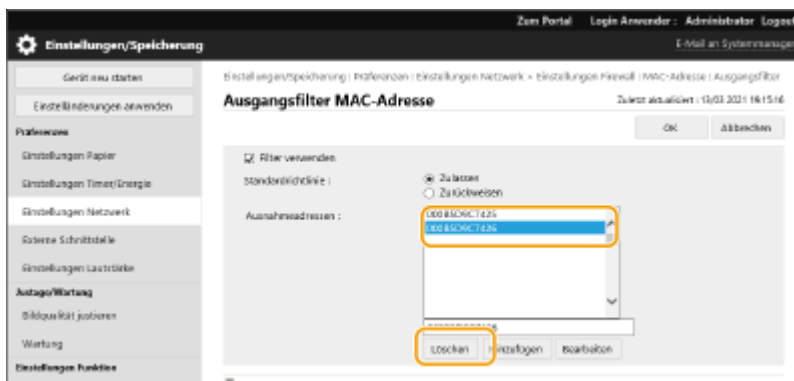 Zum Portal Login Anwender : Administrator Logout
Einstellungen/Speicherung
E-Mail an Systemmanager
Gerät neu starten
Einstelländerungen anwenden
Präferenzen
Einstellungen Papier
Einstellungen Timer/Energie
Einstellungen Netzwerk
Externe Schnittstelle
Einstellungen Lautstärke
Justage/Wartung
Bildqualität justieren
Wartung
Einstellungen Funktion
Einstellungen/Speicherung : Präferenzen : Einstellungen Netzwerk > Einstellungen Firewall : MAC-Adresse : Ausgangsfilter
Ausgangsfilter MAC-Adresse
Zuletzt aktualisiert : 13/03 2021 19:15:16
OK Abbrechen
Filter verwenden
Standardrichtlinie :
Zulassen
Zurückweisen
Ausnahmeadressen :
Löschen Hinzufügen Bearbeiten